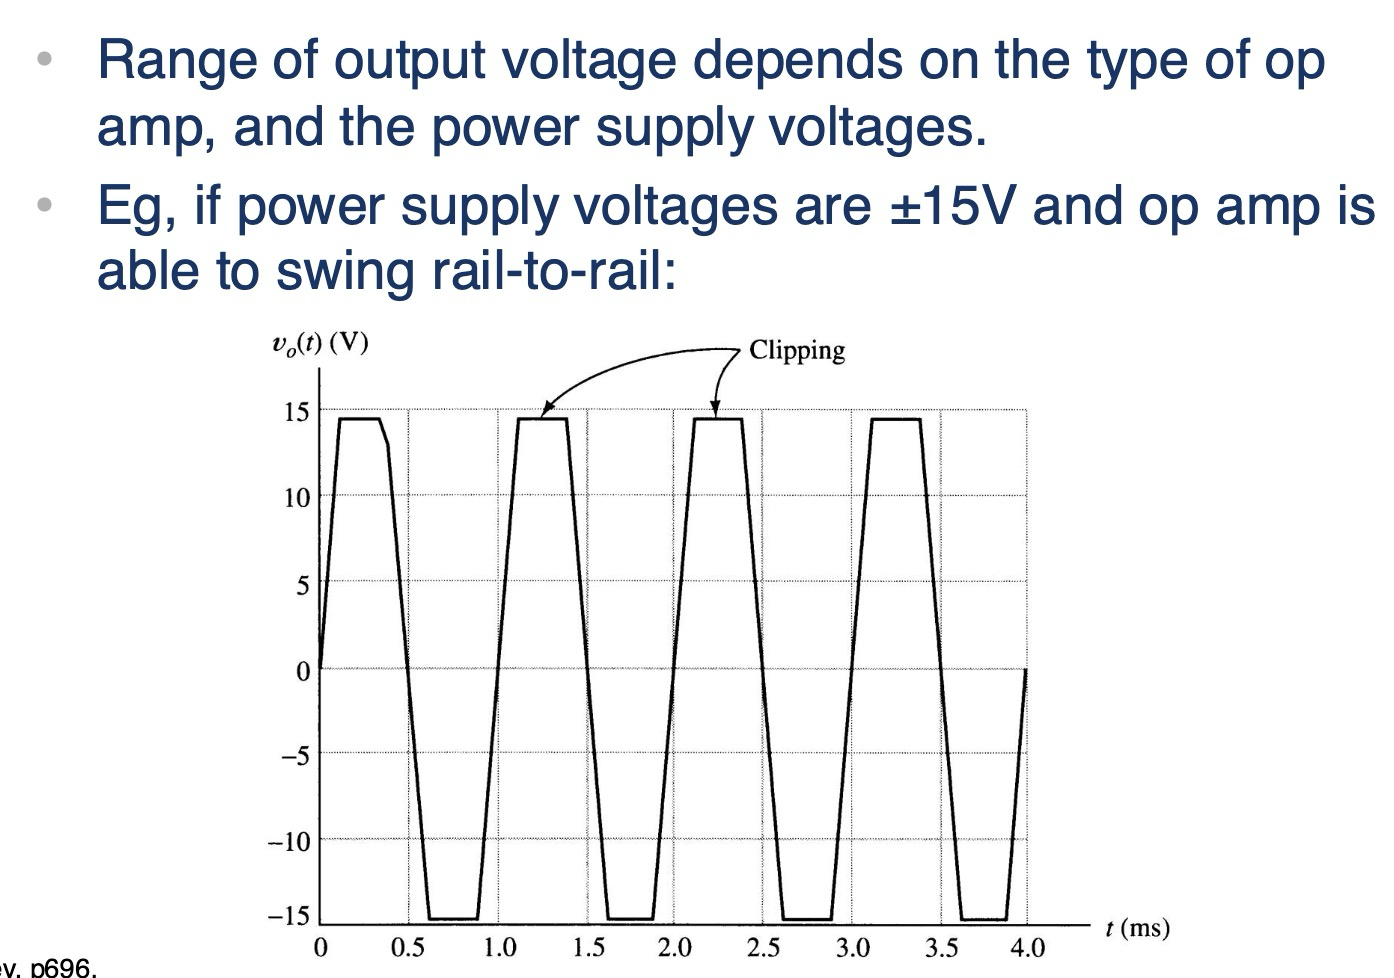 • Range of output voltage depends on the type of op
amp, and the power supply voltages.
• Eg, if power supply voltages are ±15V and op amp is
able to swing rail-to-rail:
vo(t) (V)
Clipping
15
10
5
0
−5
−10
−15
0 0.5 1.0 1.5 2.0 2.5 3.0 3.5 4.0
t (ms)
p696.